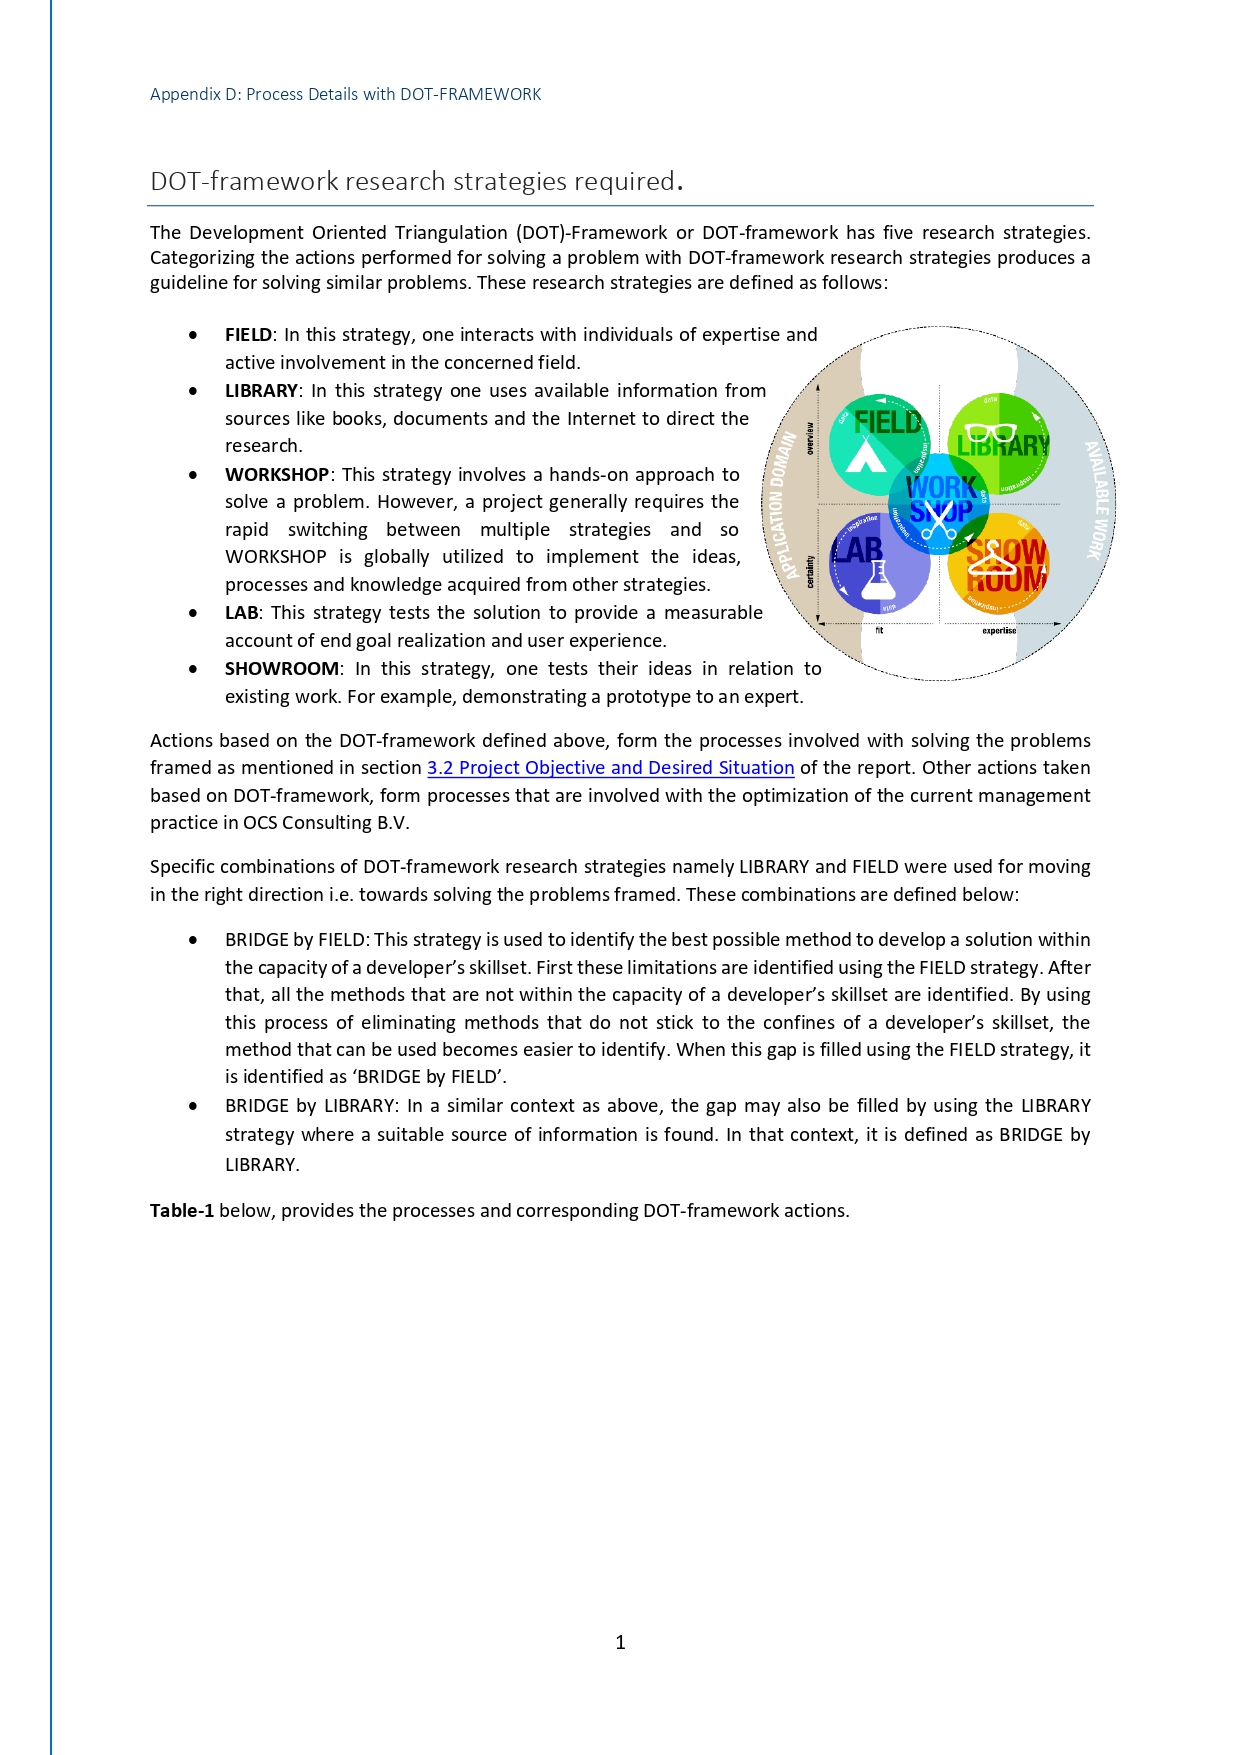 Appendix D: Process Details with DOT-FRAMEWORK
DOT-framework research strategies required.
The Development Oriented Triangulation (DOT)-Framework or DOT-framework has five research strategies.
Categorizing the actions performed for solving a problem with DOT-framework research strategies produces a
guideline for solving similar problems. These research strategies are defined as follows:
• FIELD: In this strategy, one interacts with individuals of expertise and
active involvement in the concerned field.
• LIBRARY: In this strategy one uses available information from
sources like books, documents and the Internet to direct the
research.
• WORKSHOP: This strategy involves a hands-on approach to
solve a problem. However, a project generally requires the
rapid switching between multiple strategies and so
WORKSHOP is globally utilized to implement the ideas,
processes and knowledge acquired from other strategies.
• LAB: This strategy tests the solution to provide a measurable
account of end goal realization and user experience.
• SHOWROOM: In this strategy, one tests their ideas in relation to
existing work. For example, demonstrating a prototype to an expert.
APPLICATION DOMAIN
AVAILABLE WORK
overview
certainty
fit
expertise
FIELD
data
inspiration
LIBRARY
data
inspiration
WORK
SHOP
data
inspiration
LAB
inspiration
data
SHOW
ROOM
data
inspiration
Actions based on the DOT-framework defined above, form the processes involved with solving the problems
framed as mentioned in section 3.2 Project Objective and Desired Situation of the report. Other actions taken
based on DOT-framework, form processes that are involved with the optimization of the current management
practice in OCS Consulting B.V.
Specific combinations of DOT-framework research strategies namely LIBRARY and FIELD were used for moving
in the right direction i.e. towards solving the problems framed. These combinations are defined below:
• BRIDGE by FIELD: This strategy is used to identify the best possible method to develop a solution within
the capacity of a developer’s skillset. First these limitations are identified using the FIELD strategy. After
that, all the methods that are not within the capacity of a developer’s skillset are identified. By using
this process of eliminating methods that do not stick to the confines of a developer’s skillset, the
method that can be used becomes easier to identify. When this gap is filled using the FIELD strategy, it
is identified as ‘BRIDGE by FIELD’.
• BRIDGE by LIBRARY: In a similar context as above, the gap may also be filled by using the LIBRARY
strategy where a suitable source of information is found. In that context, it is defined as BRIDGE by
LIBRARY.
Table-1 below, provides the processes and corresponding DOT-framework actions.
1